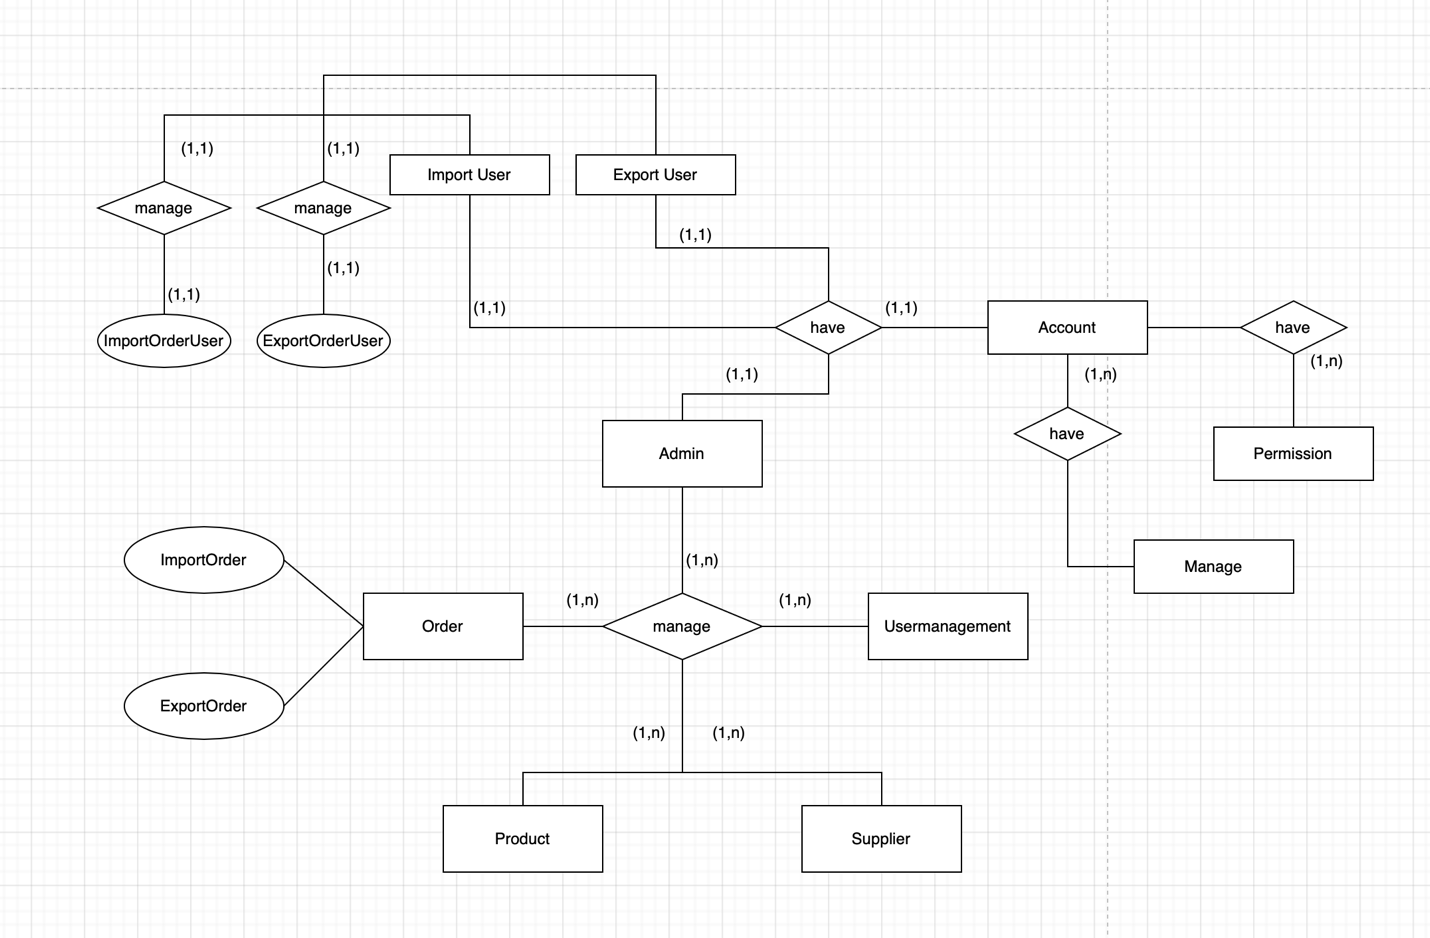 (1,1)
(1,1)
Import User
Export User
manage
manage
(1,1)
(1,1)
(1,1)
(1,1)
(1,1)
have
Account
have
ImportOrderUser
ExportOrderUser
(1,1)
(1,n)
(1,n)
have
Admin
Permission
ImportOrder
(1,n)
Manage
(1,n)
(1,n)
Order
manage
Usermanagement
ExportOrder
(1,n)
(1,n)
Product
Supplier